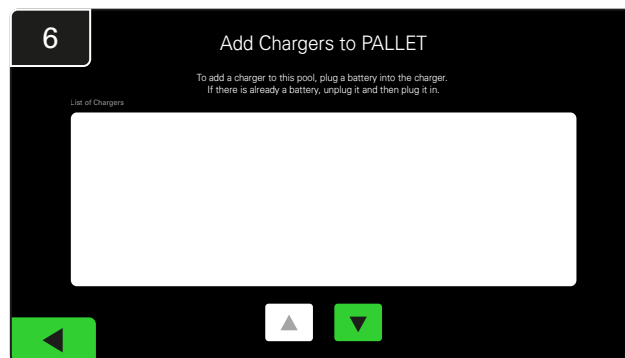 6
Add Chargers to PALLET
To add a charger to this pool, plug a battery into the charger.
If there is already a battery, unplug it and then plug it in.
List of Chargers